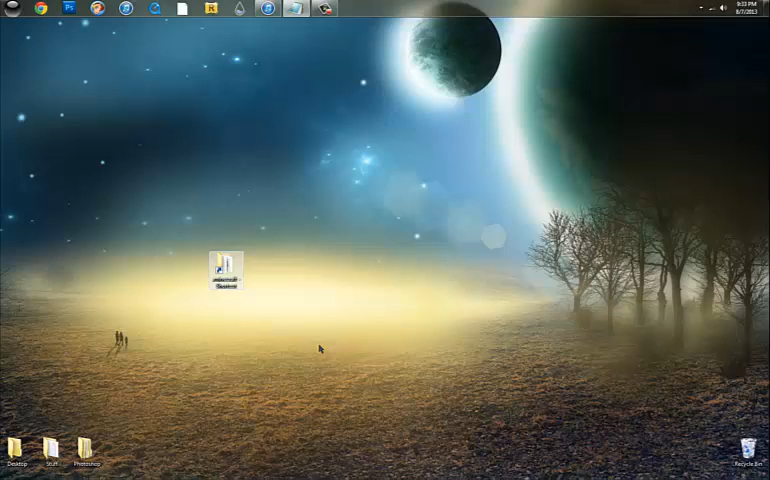 9:33 PM
8/7/2013
Desktop
Stuff
Photoshop
Recycle Bin